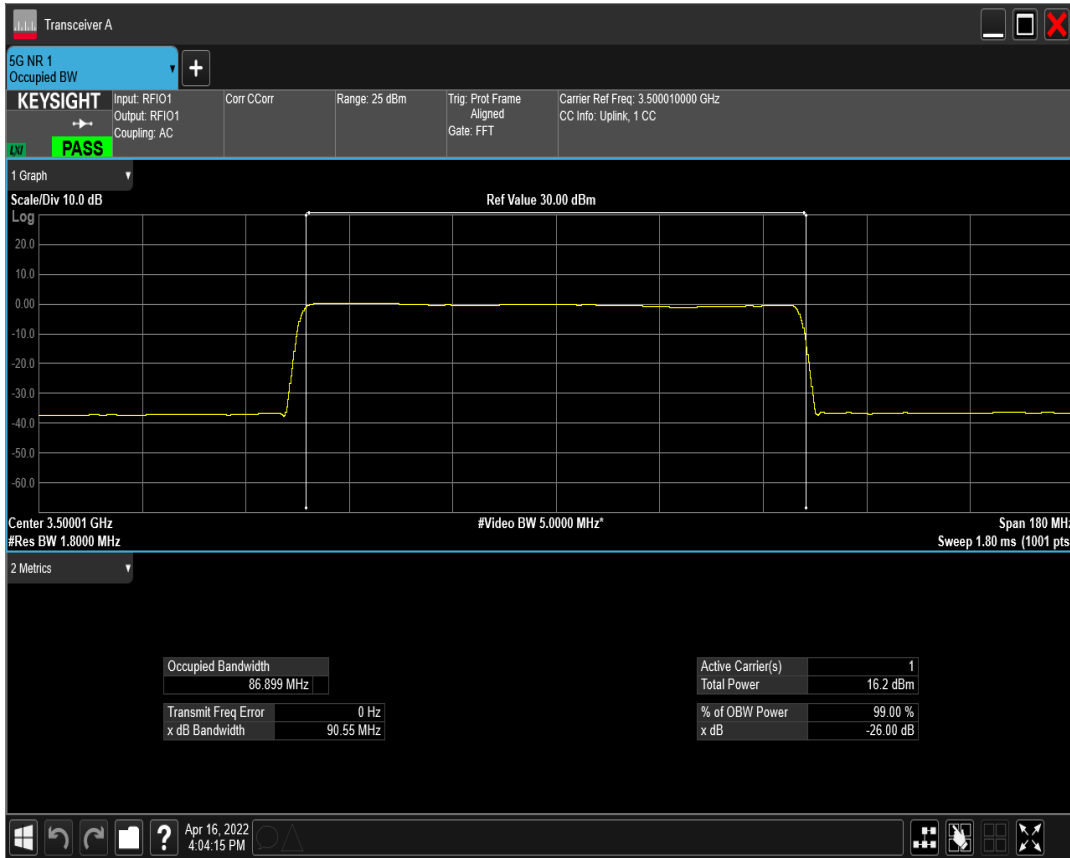 Transceiver A
5G NR 1
Occupied BW
+
KEYSIGHT
Input: RFIO1
Output: RFIO1
Coupling: AC
Corr CCorr
Range: 25 dBm
Trig: Prot Frame
Aligned
Gate: FFT
Carrier Ref Freq: 3.500010000 GHz
CC Info: Uplink, 1 CC
LXI
PASS
1 Graph
Scale/Div 10.0 dB
Ref Value 30.00 dBm
Log
20.0
10.0
0.00
-10.0
-20.0
-30.0
-40.0
-50.0
-60.0
Center 3.50001 GHz
#Video BW 5.0000 MHz*
Span 180 MHz
#Res BW 1.8000 MHz
Sweep 1.80 ms (1001 pts
2 Metrics
Occupied Bandwidth
86.899 MHz
Transmit Freq Error 0 Hz
x dB Bandwidth 90.55 MHz
Active Carrier(s) 1
Total Power 16.2 dBm
% of OBW Power 99.00 %
x dB -26.00 dB
?
Apr 16, 2022
4:04:15 PM